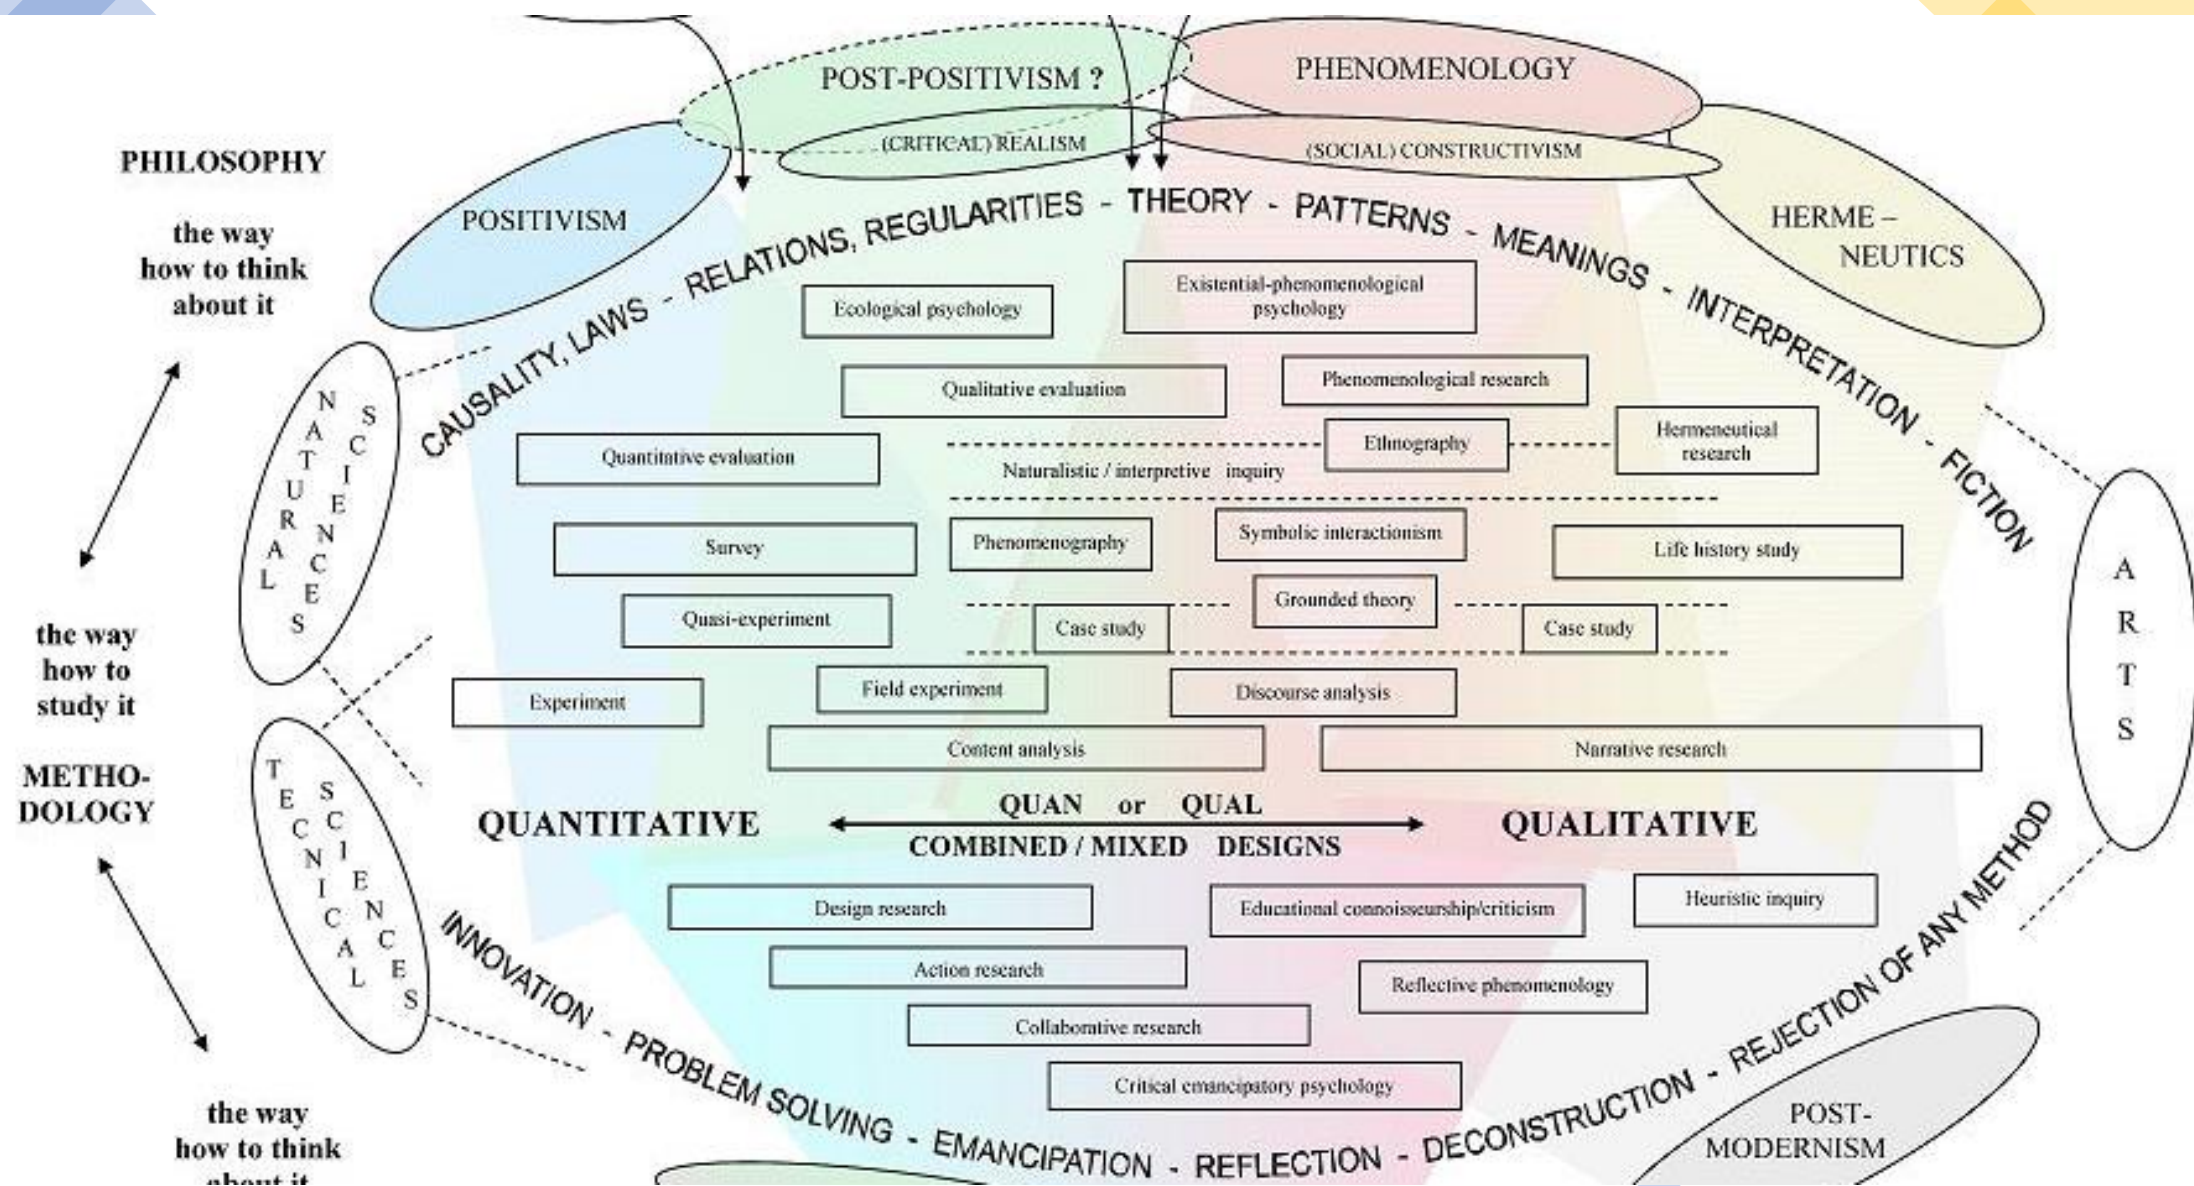 POST-POSITIVISM ?
PHENOMENOLOGY
(CRITICAL) REALISM
(SOCIAL) CONSTRUCTIVISM
PHILOSOPHY
the way
how to think
about it
POSITIVISM
HERME –
NEUTICS
CAUSALITY, LAWS - RELATIONS, REGULARITIES - THEORY - PATTERNS - MEANINGS - INTERPRETATION - FICTION
Ecological psychology
Existential-phenomenological
psychology
Qualitative evaluation
Phenomenological research
NATURAL
SCIENCES
Quantitative evaluation
Ethnography
Hermeneutical
research
Naturalistic / interpretive inquiry
Survey
Phenomenography
Symbolic interactionism
Life history study
ARTS
Quasi-experiment
Case study
Grounded theory
Case study
the way
how to
study it
Experiment
Field experiment
Discourse analysis
Content analysis
Narrative research
METHO-
DOLOGY
TECNICAL
SCIENCES
QUANTITATIVE
QUAN or QUAL
QUALITATIVE
COMBINED / MIXED DESIGNS
Design research
Educational connoisseurship/criticism
Heuristic inquiry
Action research
Reflective phenomenology
Collaborative research
Critical emancipatory psychology
INNOVATION - PROBLEM SOLVING - EMANCIPATION - REFLECTION - DECONSTRUCTION - REJECTION OF ANY METHOD
POST-
MODERNISM
the way
how to think
about it